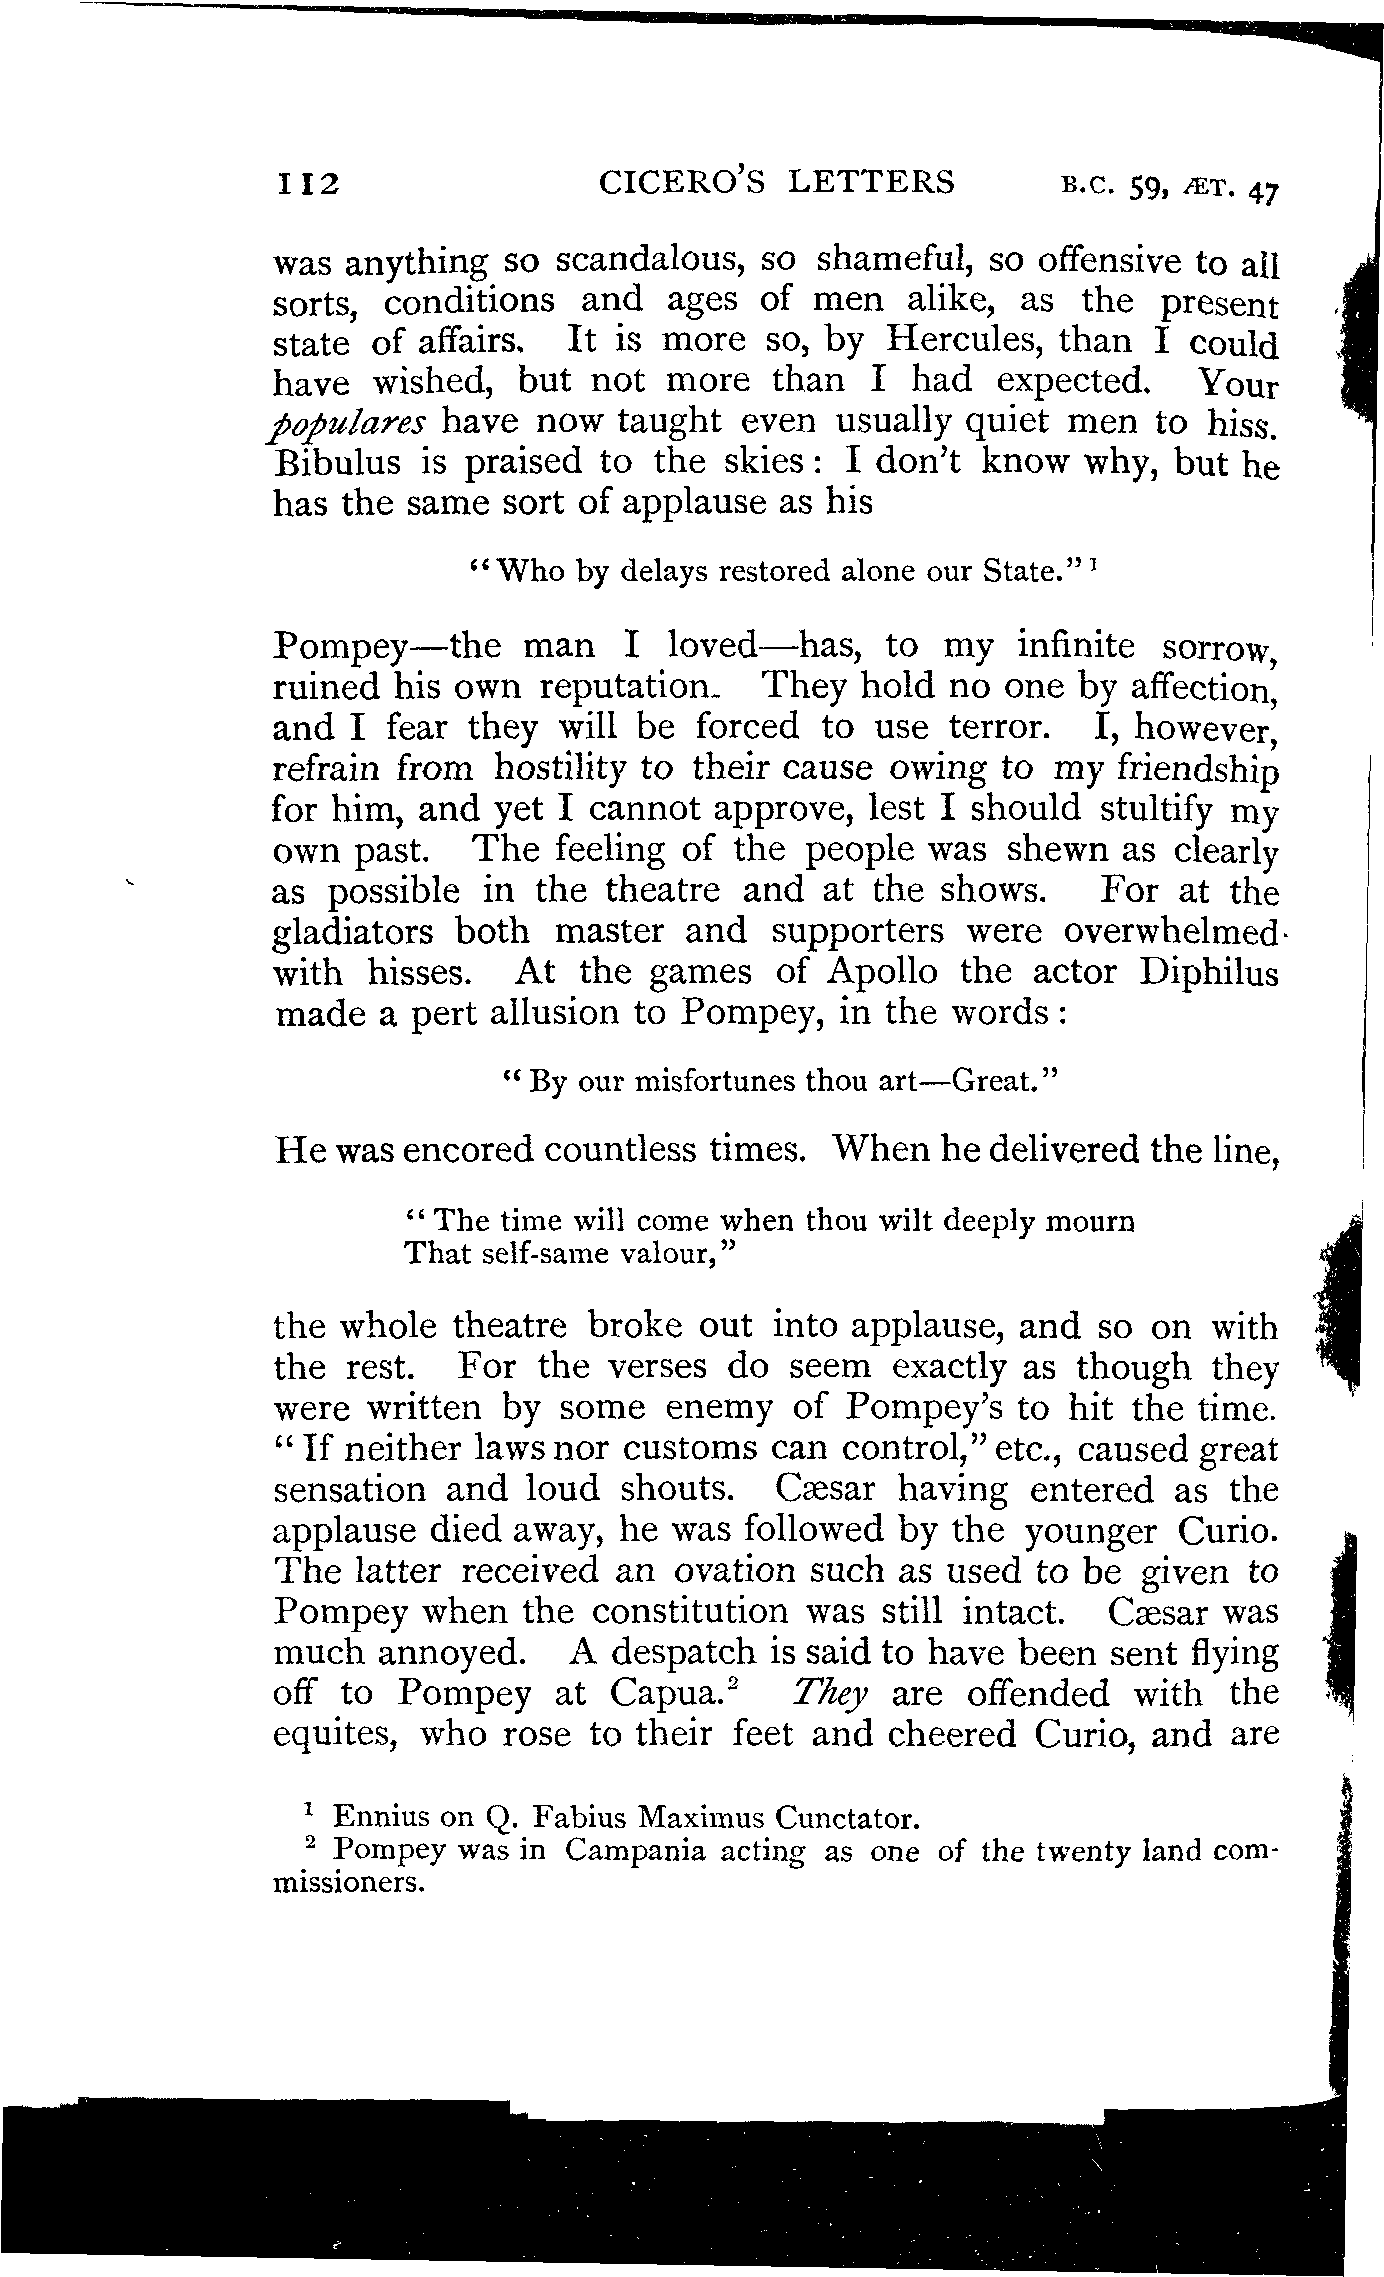 112 CICERO'S LETTERS B.C. 59, ÆT. 47
was anything so scandalous, so shameful, so offensive to all
sorts, conditions and ages of men alike, as the present
state of affairs. It is more so, by Hercules, than I could
have wished, but not more than I had expected. Your
populares have now taught even usually quiet men to hiss.
Bibulus is praised to the skies: I don't know why, but he
has the same sort of applause as his
"Who by delays restored alone our State." ¹
Pompey—the man I loved—has, to my infinite sorrow,
ruined his own reputation. They hold no one by affection,
and I fear they will be forced to use terror. I, however,
refrain from hostility to their cause owing to my friendship
for him, and yet I cannot approve, lest I should stultify my
own past. The feeling of the people was shewn as clearly
as possible in the theatre and at the shows. For at the
gladiators both master and supporters were overwhelmed
with hisses. At the games of Apollo the actor Diphilus
made a pert allusion to Pompey, in the words:
"By our misfortunes thou art—Great."
He was encored countless times. When he delivered the line,
"The time will come when thou wilt deeply mourn
That self-same valour,"
the whole theatre broke out into applause, and so on with
the rest. For the verses do seem exactly as though they
were written by some enemy of Pompey's to hit the time.
"If neither laws nor customs can control," etc., caused great
sensation and loud shouts. Cæsar having entered as the
applause died away, he was followed by the younger Curio.
The latter received an ovation such as used to be given to
Pompey when the constitution was still intact. Cæsar was
much annoyed. A despatch is said to have been sent flying
off to Pompey at Capua.² They are offended with the
equites, who rose to their feet and cheered Curio, and are
¹ Ennius on Q. Fabius Maximus Cunctator.
² Pompey was in Campania acting as one of the twenty land com-
missioners.